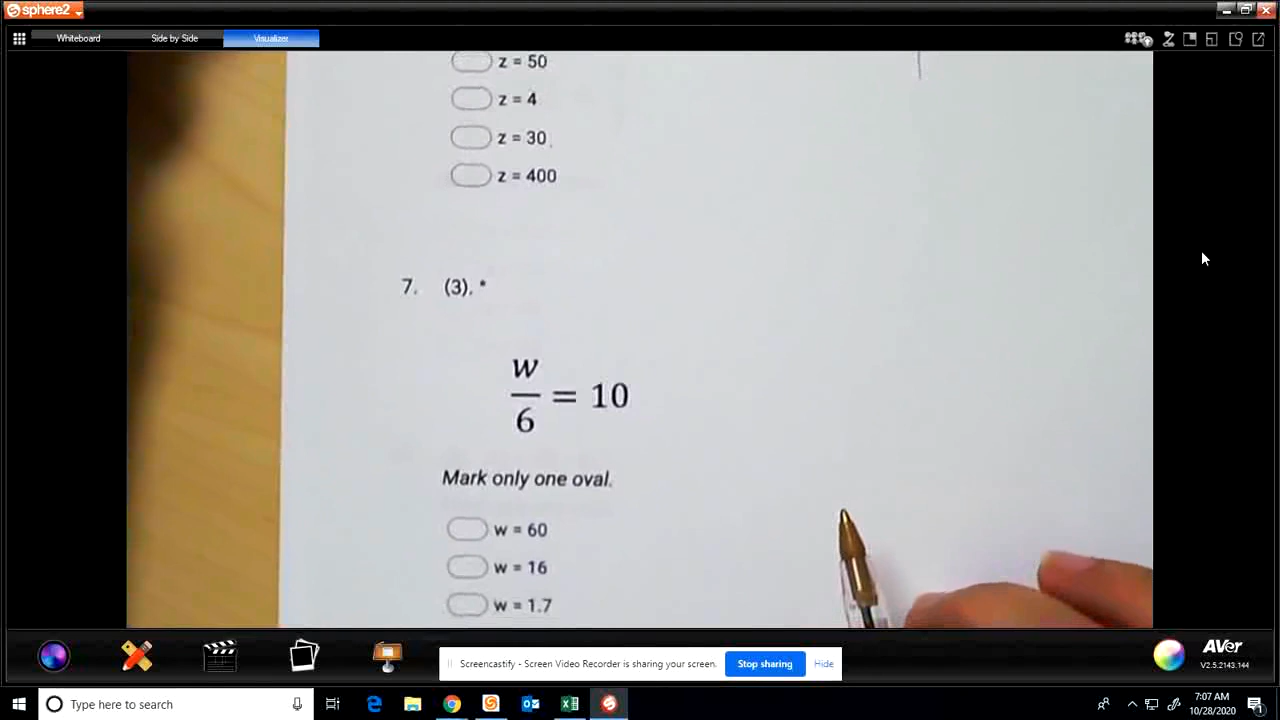 sphere2
Whiteboard
Side by Side
Visualizer
z = 50
z = 4
z = 30
z = 400
7. (3). *
w
6
= 10
Mark only one oval.
w = 60
w = 16
w = 1.7
Screencastify - Screen Video Recorder is sharing your screen.
Stop sharing
Hide
AVer
V2.5.2143.144
Type here to search
7:07 AM
10/28/2020